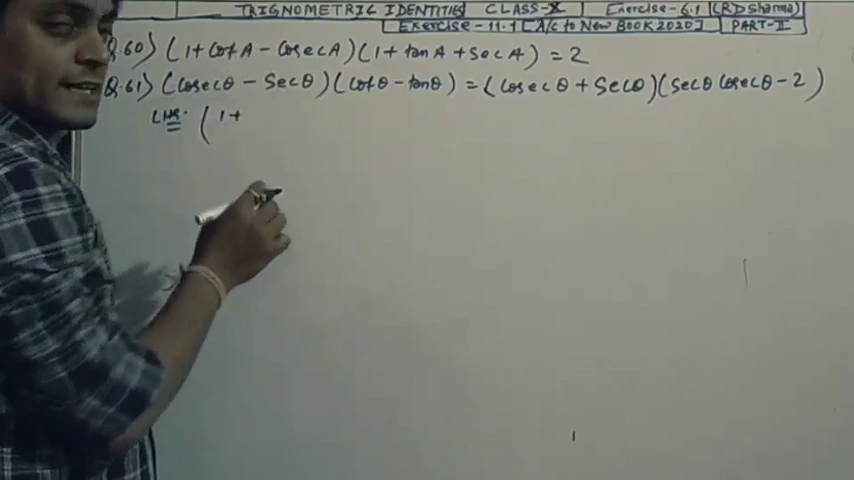 TRIGNOMETRIC IDENTITIES CLASS-X Exercise-6.1 (RD Sharma)
EXERCISE-11.1 [A/c to New BOOK 2020] PART-II
Q.60) (1+cotA-cosecA)(1+tanA+secA)=2
Q.61) (cosecθ-secθ)(cotθ-tanθ)=(cosecθ+secθ)(secθ cosecθ-2)
LHS. (1+